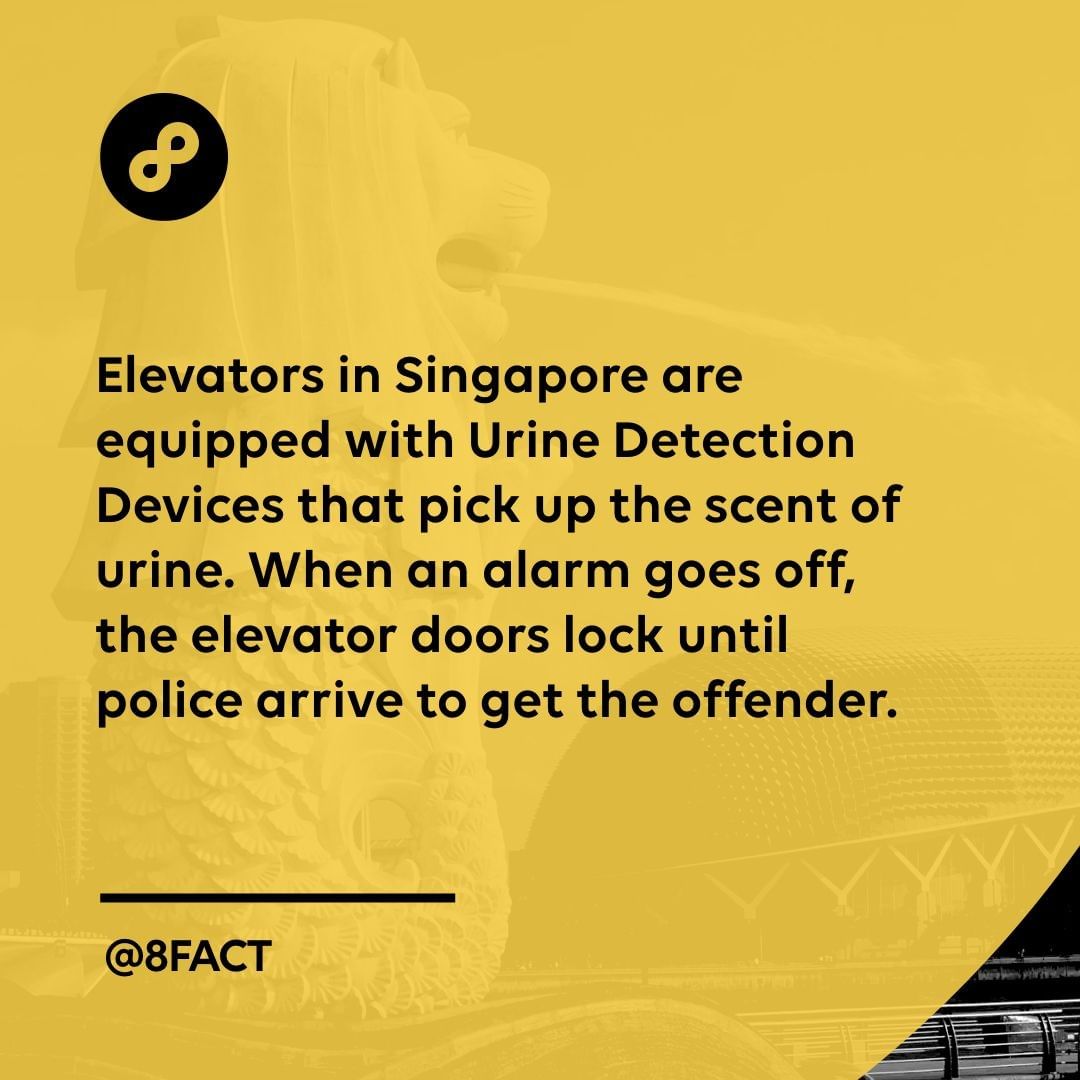 Elevators in Singapore are
equipped with Urine Detection
Devices that pick up the scent of
urine. When an alarm goes off,
the elevator doors lock until
police arrive to get the offender.
@8FACT